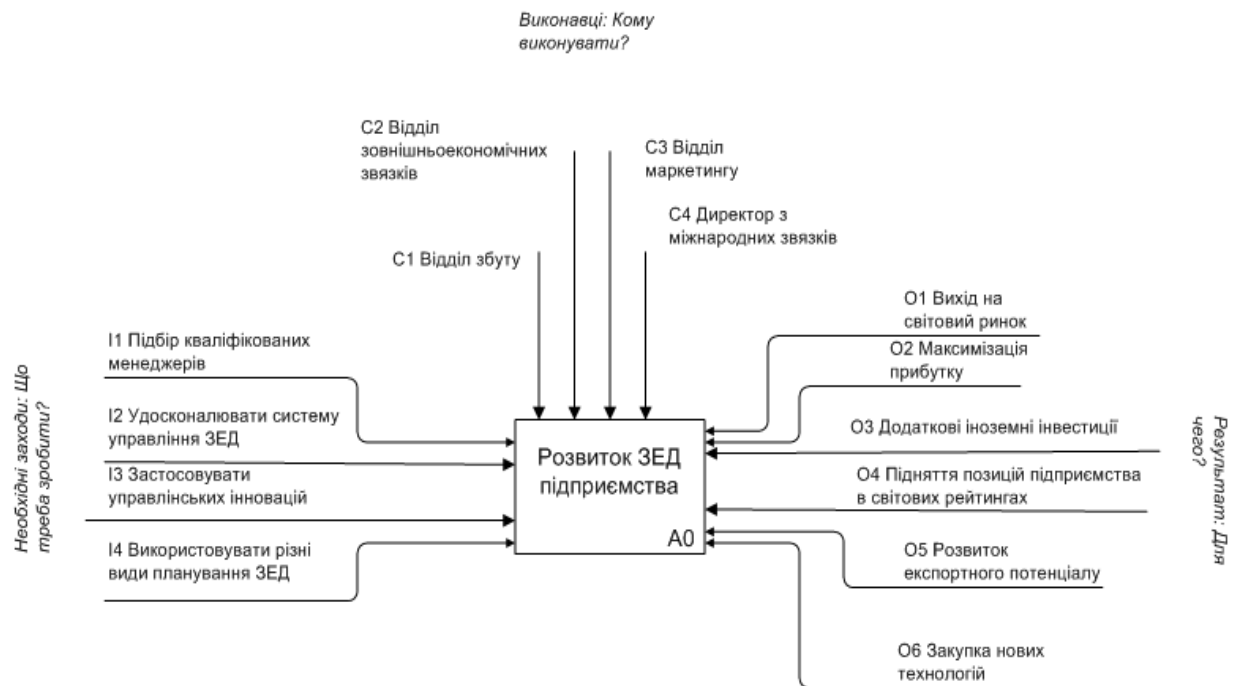 Виконавці: Кому
виконувати?
С2 Відділ
зовнішньоекономічних
звязків
С3 Відділ
маркетингу
С4 Директор з
міжнародних звязків
С1 Відділ збуту
І1 Підбір кваліфікованих
менеджерів
І2 Удосконалювати систему
управління ЗЕД
І3 Застосовувати
управлінських інновацій
І4 Використовувати різні
види планування ЗЕД
Необхідні заходи: Що
треба зробити?
Розвиток ЗЕД
підприємства
А0
О1 Вихід на
світовий ринок
О2 Максимізація
прибутку
О3 Додаткові іноземні інвестиції
О4 Підняття позицій підприємства
в світових рейтингах
О5 Розвиток
експортного потенціалу
О6 Закупка нових
технологій
Результат: Для
чего?